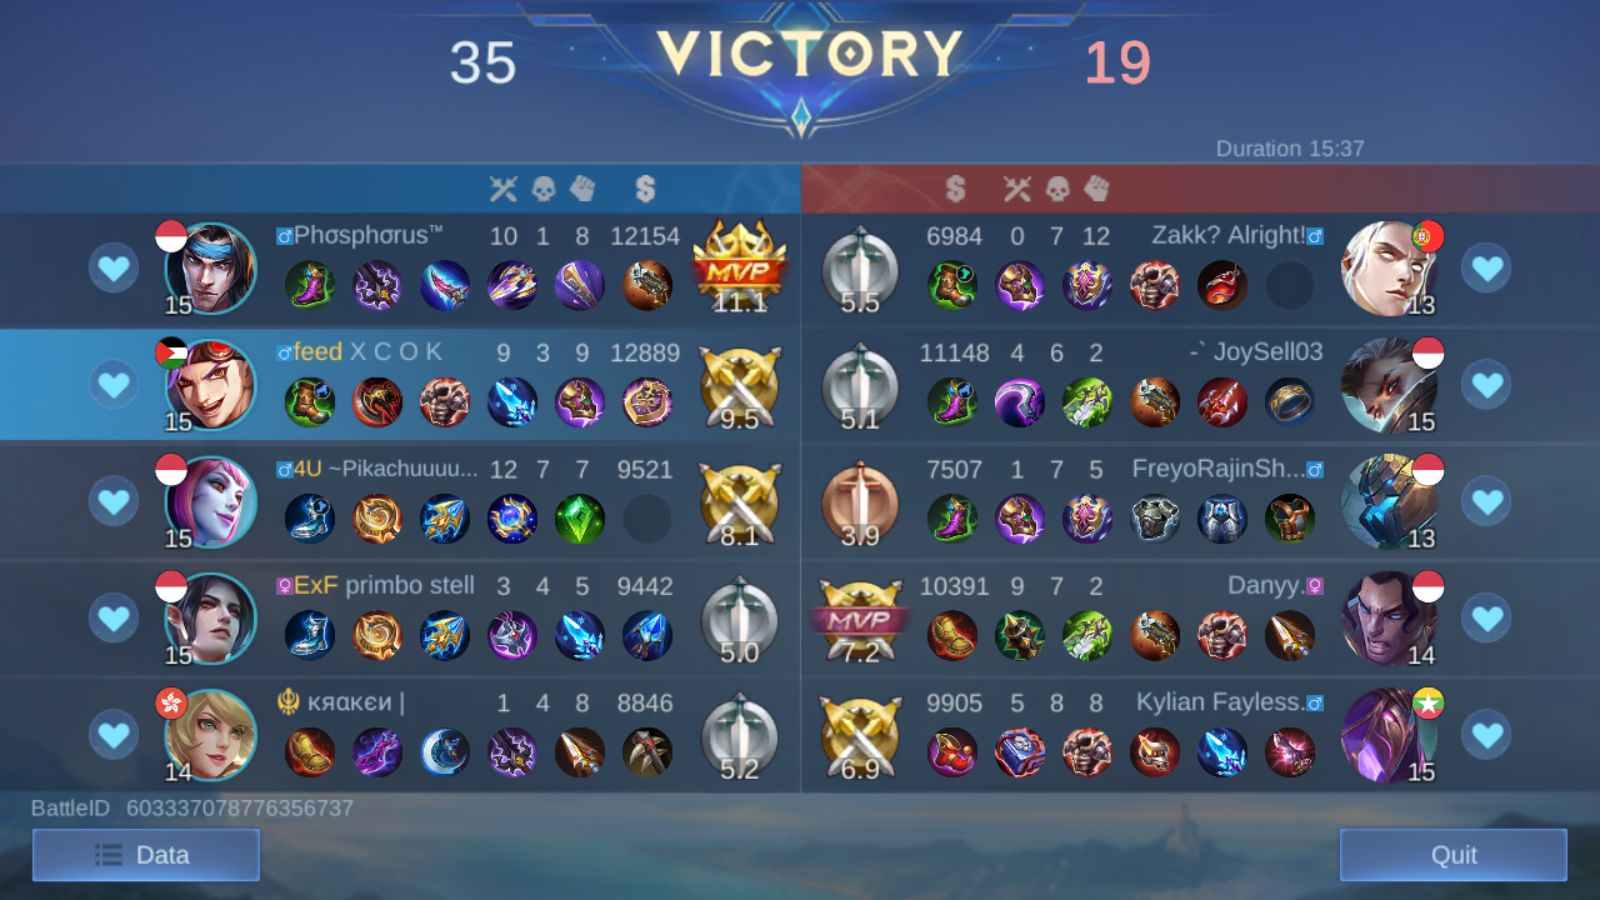 35 VICTORY 19
Duration 15:37
Phσsphσrus™ 10 1 8 12154 MVP 11.1 15
6984 0 7 12 Zakk? Alright! 5.5 13
feed X C O K 9 3 9 12889 9.5 15
11148 4 6 2 -` JoySell03 5.1 15
4U ~Pikachuuuu... 12 7 7 9521 8.1 15
7507 1 7 5 FreyoRajinSh... 3.9 13
ExF primbo stell 3 4 5 9442 5.0 15
10391 9 7 2 Danyy. MVP 7.2 14
кяαкєи | 1 4 8 8846 5.2 14
9905 5 8 8 Kylian Fayless. 6.9 15
BattleID 603337078776356737
Data Quit